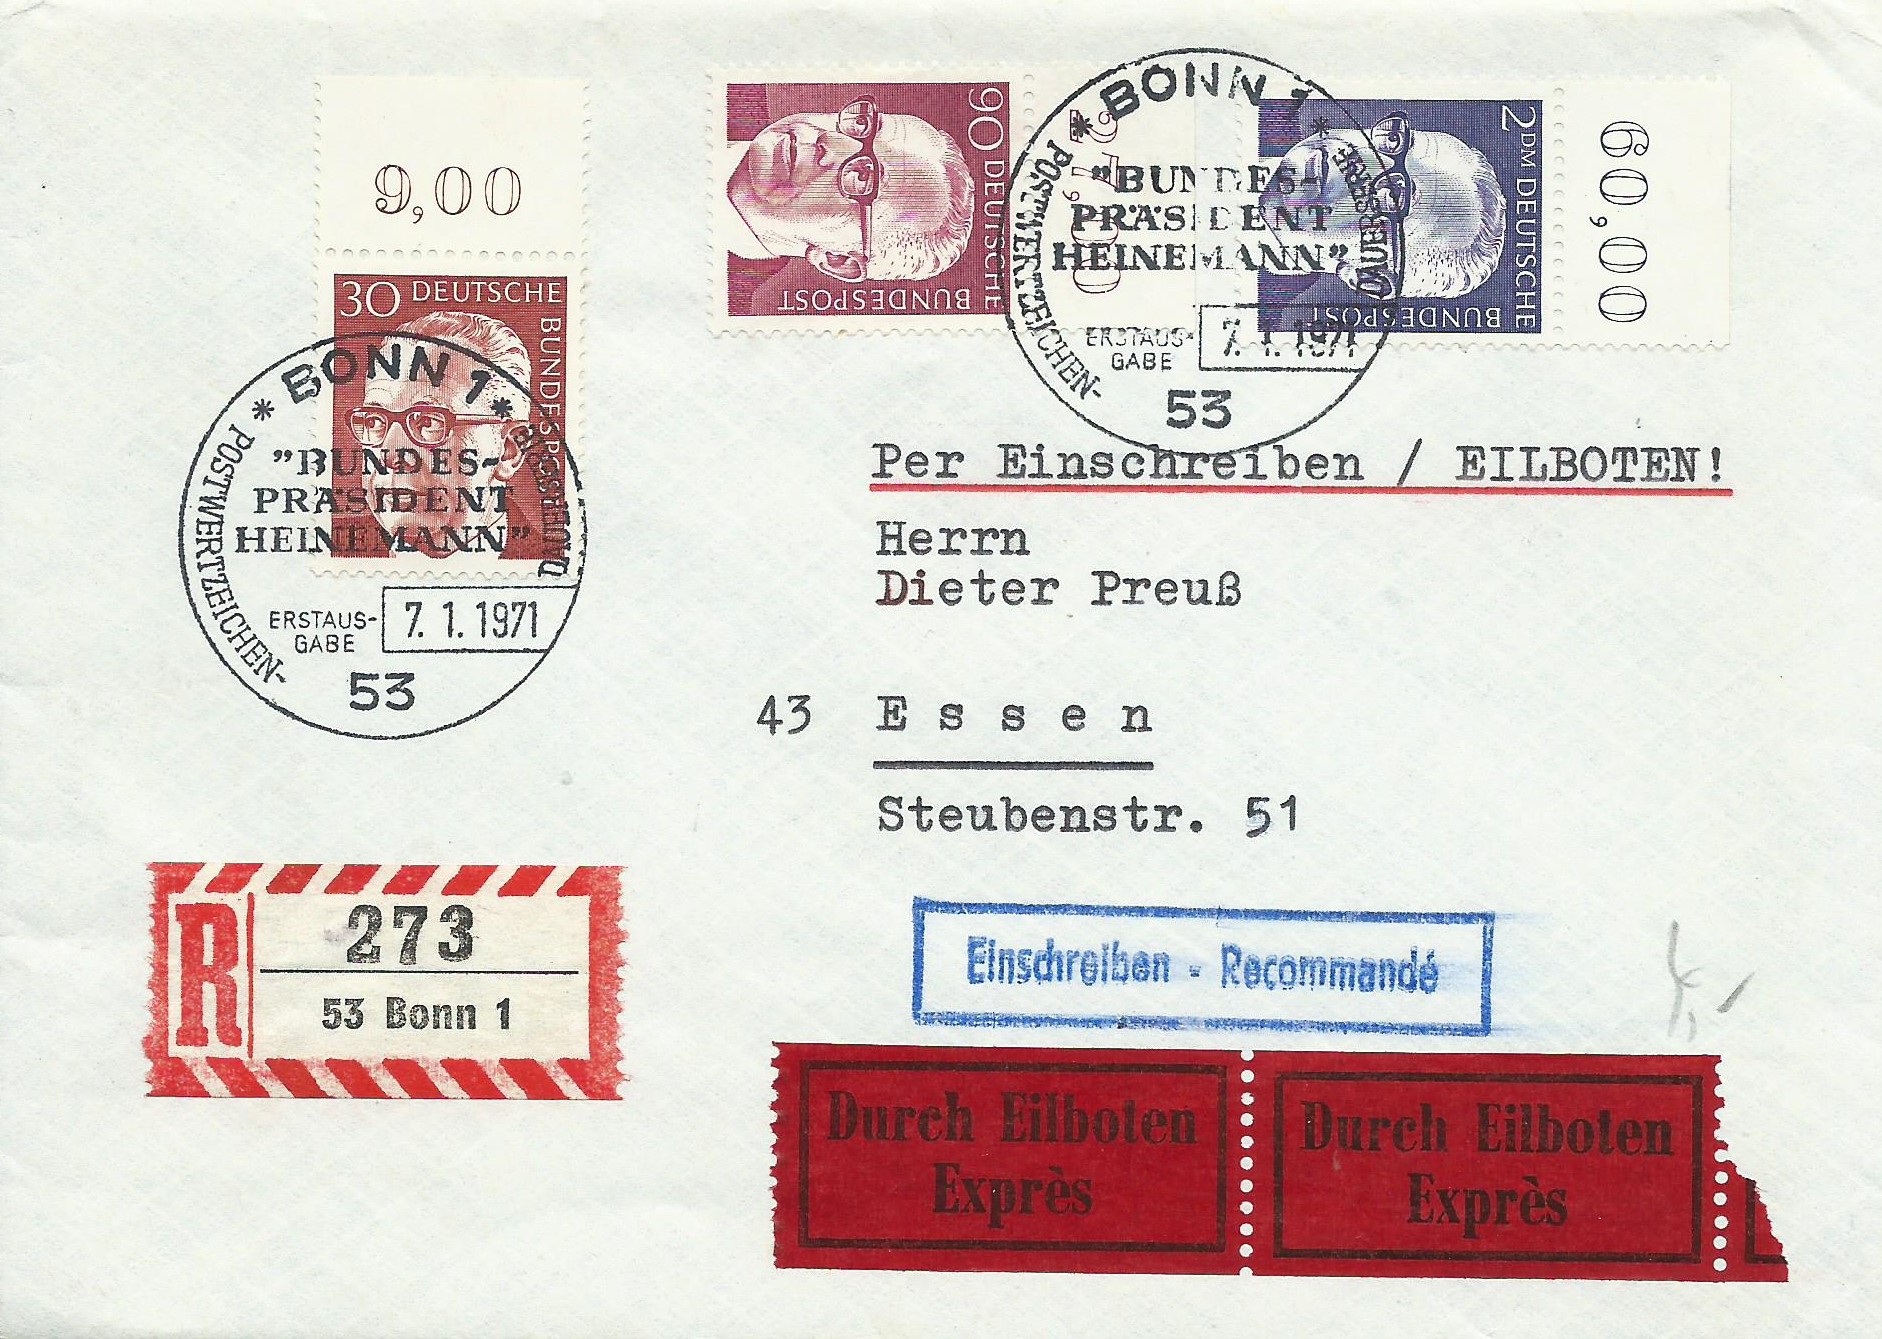 9,00
30 DEUTSCHE
BUNDESPOST
* BONN 1 *
"BUNDES-
PRÄSIDENT
HEINEMANN"
POSTWERTZEICHEN-
ERSTAUS-
GABE
7. 1. 1971
53
90 DEUTSCHE
BUNDESPOST
2 DM DEUTSCHE
BUNDESPOST
60,00
* BONN 1 *
"BUNDES-
PRÄSIDENT
HEINEMANN"
POSTWERTZEICHEN-
ERSTAUS-
GABE
7. 1. 1971
53
Per Einschreiben / EILBOTEN!
Herrn
Dieter Preuß
43 Essen
Steubenstr. 51
R
273
53 Bonn 1
Einschreiben - Recommandé
4,-
Durch Eilboten
Exprès
Durch Eilboten
Exprès